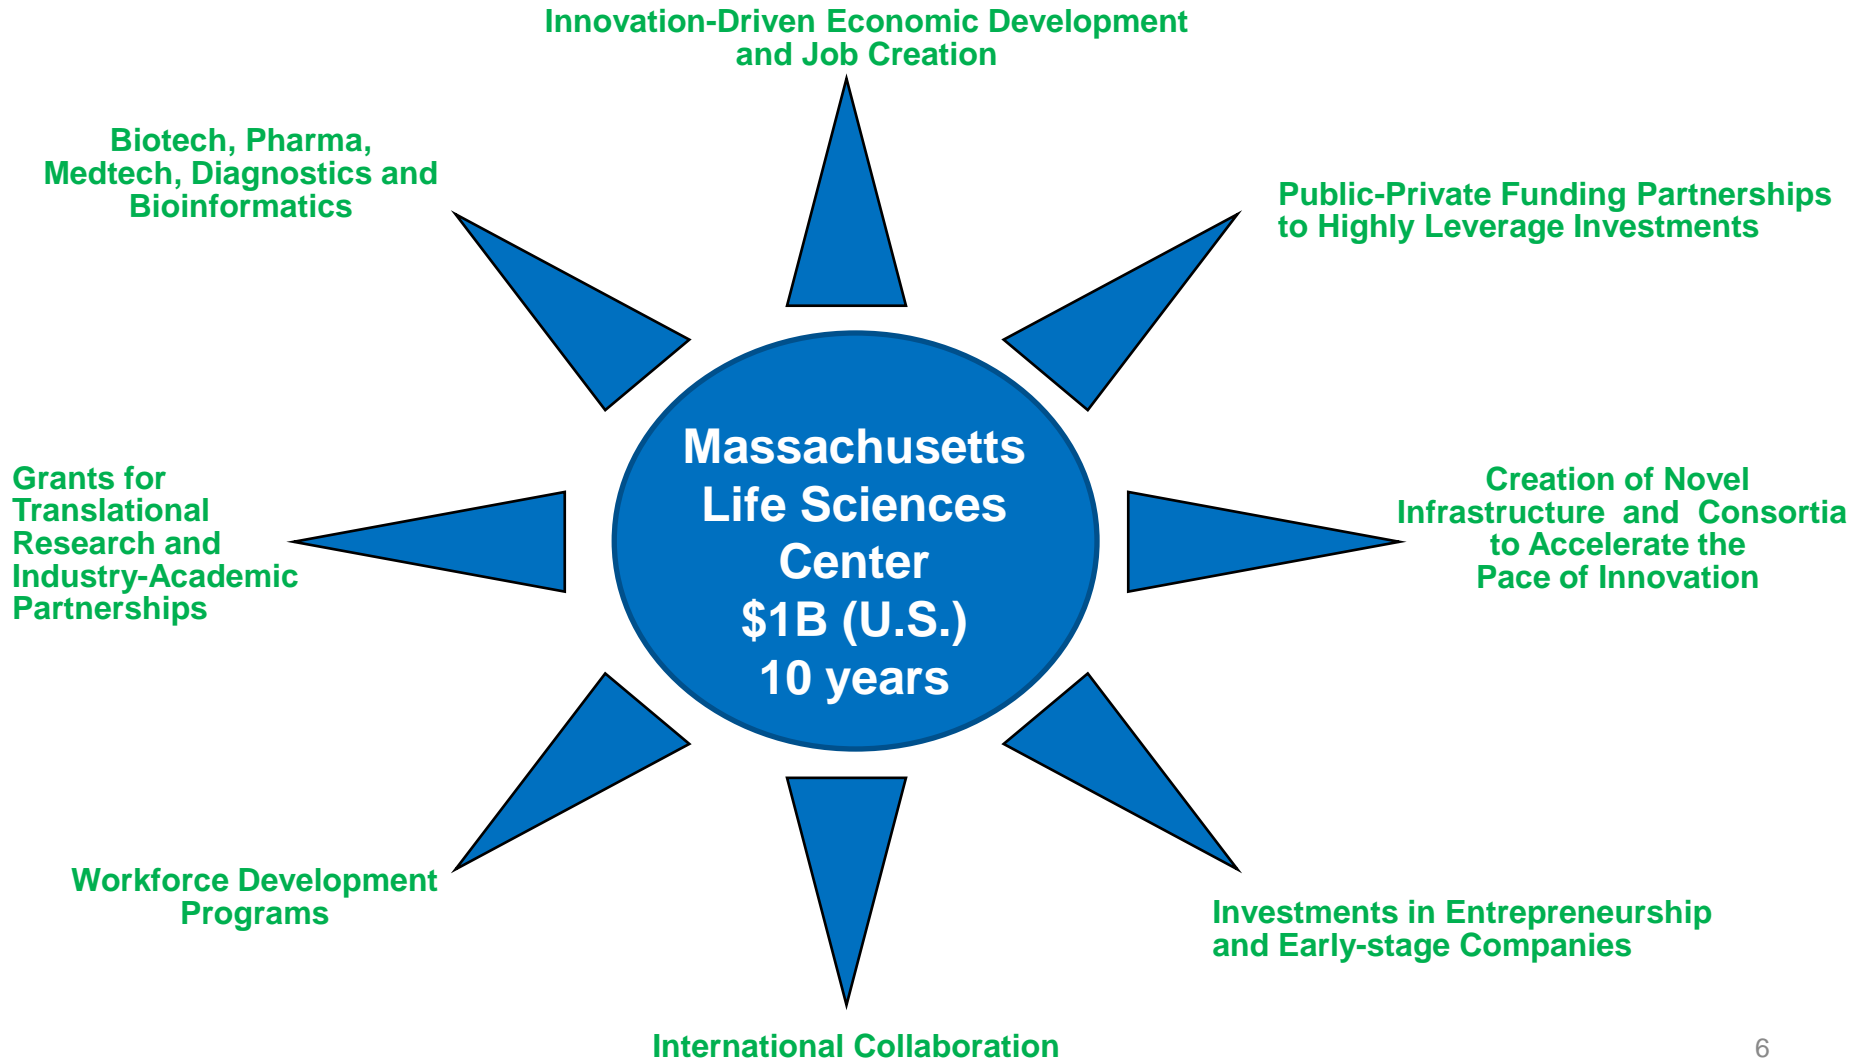 Innovation-Driven Economic Development
and Job Creation
Biotech, Pharma,
Medtech, Diagnostics and
Bioinformatics
Public-Private Funding Partnerships
to Highly Leverage Investments
Massachusetts
Life Sciences
Center
$1B (U.S.)
10 years
Grants for
Translational
Research and
Industry-Academic
Partnerships
Creation of Novel
Infrastructure and Consortia
to Accelerate the
Pace of Innovation
Workforce Development
Programs
Investments in Entrepreneurship
and Early-stage Companies
International Collaboration
6